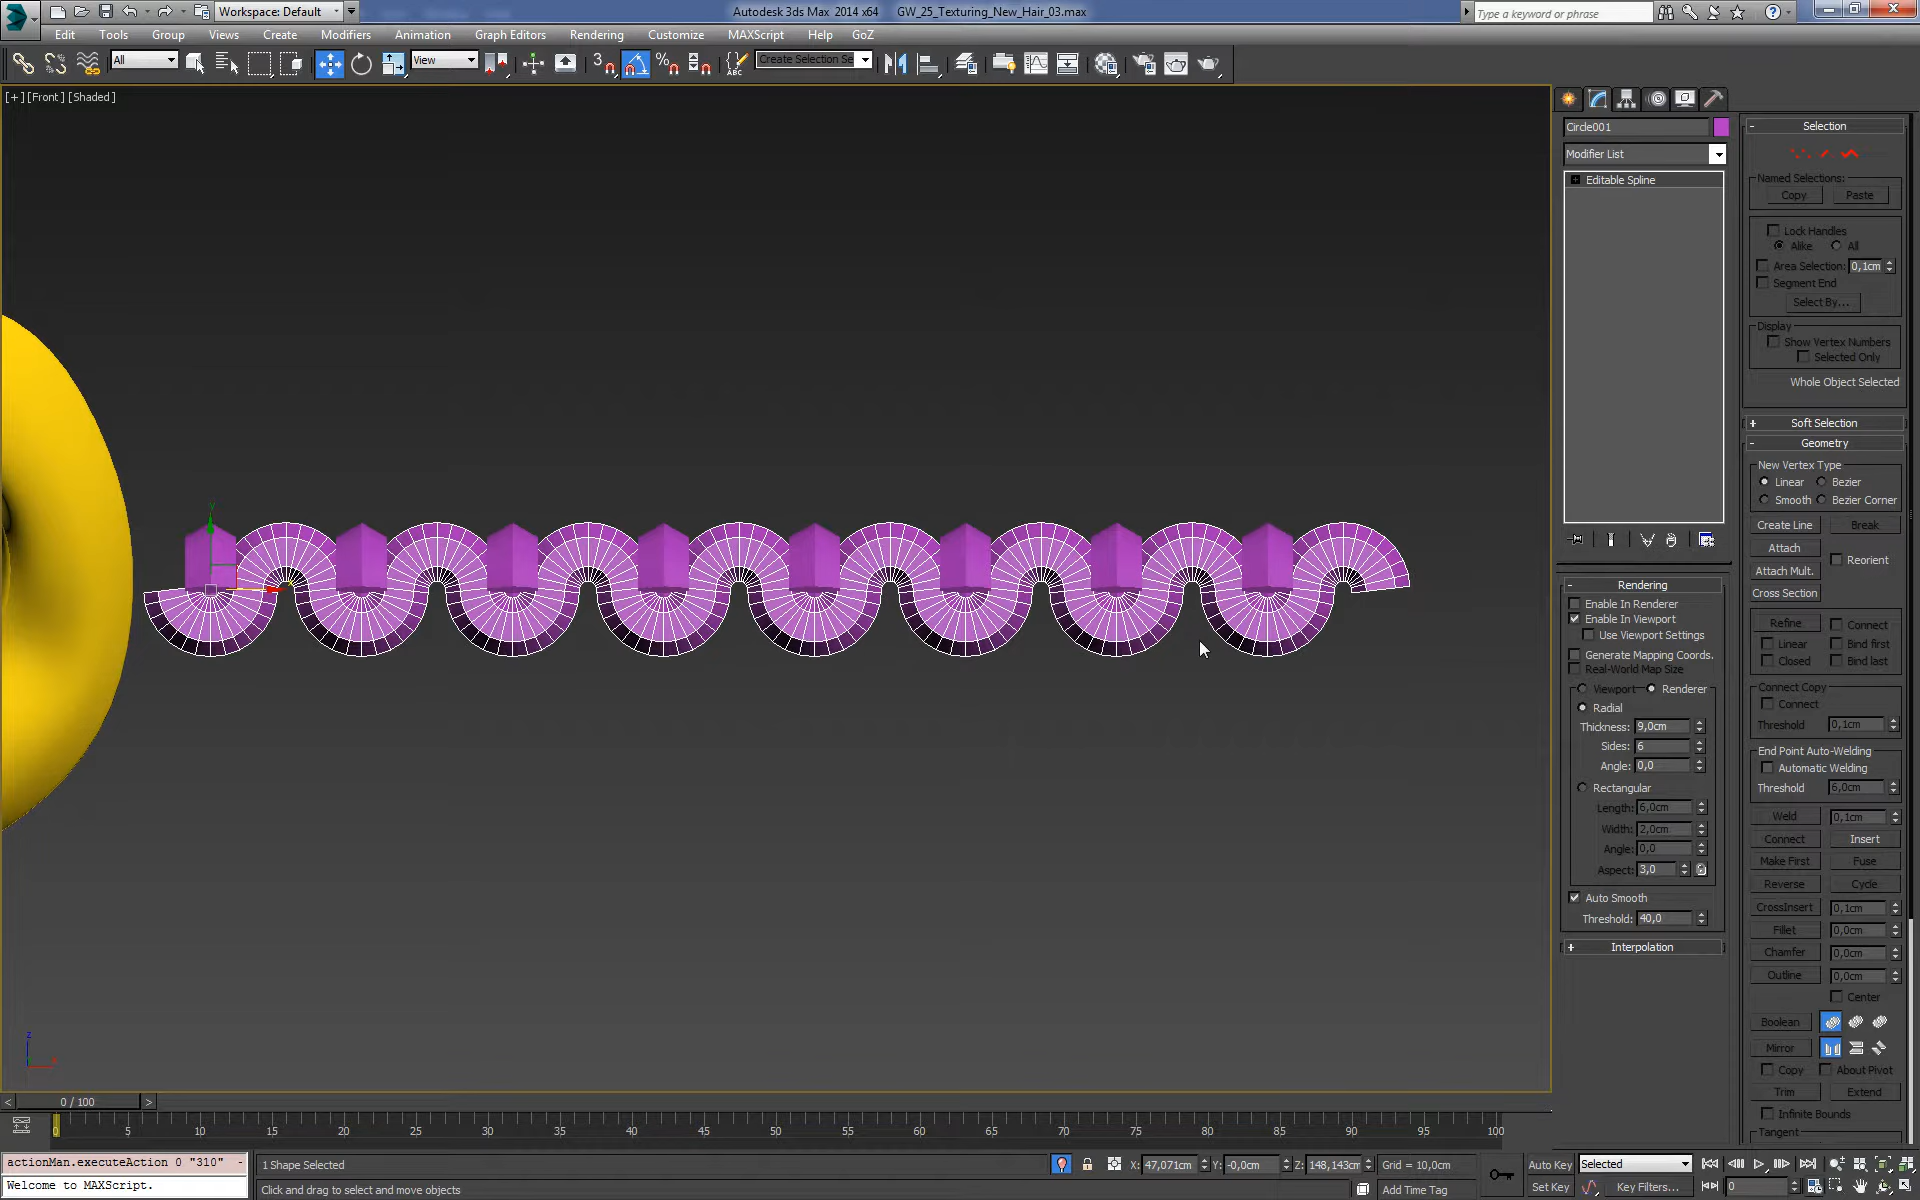 Workspace: Default
Autodesk 3ds Max 2014 x64 GW_25_Texturing_New_Hair_03.max
Type a keyword or phrase
Edit Tools Group Views Create Modifiers Animation Graph Editors Rendering Customize MAXScript Help GoZ
All View 3 ABC Create Selection Se
[+] [Front] [Shaded]
y
x
z
x
Circle001
Modifier List
Editable Spline
Rendering
Enable In Renderer
Enable In Viewport
Use Viewport Settings
Generate Mapping Coords.
Real-World Map Size
Viewport Renderer
Radial
Thickness: 9,0cm
Sides: 6
Angle: 0,0
Rectangular
Length: 6,0cm
Width: 2,0cm
Angle: 0,0
Aspect: 3,0
Auto Smooth
Threshold: 40,0
Interpolation
Selection
Named Selections:
Copy Paste
Lock Handles
Alike All
Area Selection: 0,1cm
Segment End
Select By...
Display
Show Vertex Numbers
Selected Only
Whole Object Selected
Soft Selection
Geometry
New Vertex Type
Linear Bezier
Smooth Bezier Corner
Create Line Break
Attach
Reorient
Attach Mult.
Cross Section
Refine Connect
Linear Bind first
Closed Bind last
Connect Copy
Connect
Threshold 0,1cm
End Point Auto-Welding
Automatic Welding
Threshold 6,0cm
Weld 0,1cm
Connect Insert
Make First Fuse
Reverse Cycle
CrossInsert 0,1cm
Fillet 0,0cm
Chamfer 0,0cm
Outline 0,0cm
Center
Boolean
Mirror
Copy About Pivot
Trim Extend
Infinite Bounds
Tangent
< 0 / 100 >
0 5 10 15 20 25 30 35 40 45 50 55 60 65 70 75 80 85 90 95 100
actionMan.executeAction 0 "310" -
Welcome to MAXScript.
1 Shape Selected
Click and drag to select and move objects
X: 47,071cm Y: -0,0cm Z: 148,143cm Grid = 10,0cm
Add Time Tag
Auto Key Selected
Set Key Key Filters... 0